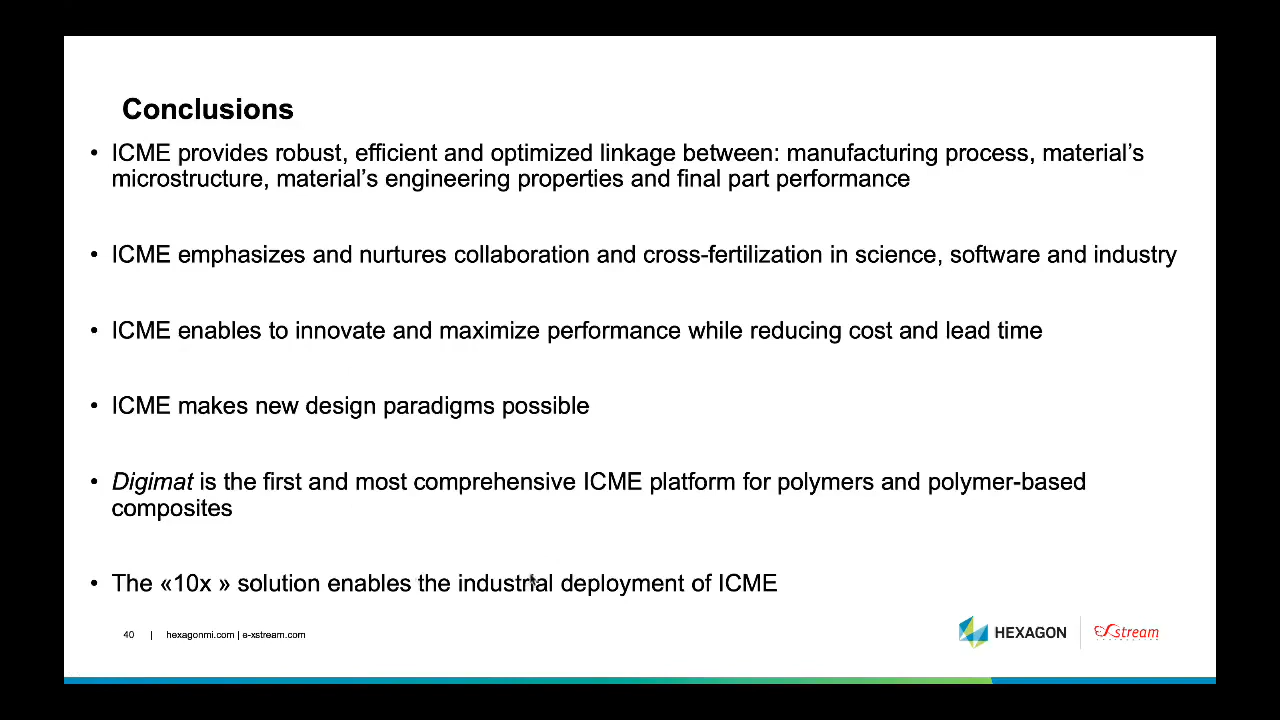 Conclusions
• ICME provides robust, efficient and optimized linkage between: manufacturing process, material’s
microstructure, material’s engineering properties and final part performance
• ICME emphasizes and nurtures collaboration and cross-fertilization in science, software and industry
• ICME enables to innovate and maximize performance while reducing cost and lead time
• ICME makes new design paradigms possible
• Digimat is the first and most comprehensive ICME platform for polymers and polymer-based
composites
• The «10x » solution enables the industrial deployment of ICME
40 | hexagonmi.com | e-xstream.com
HEXAGON
stream